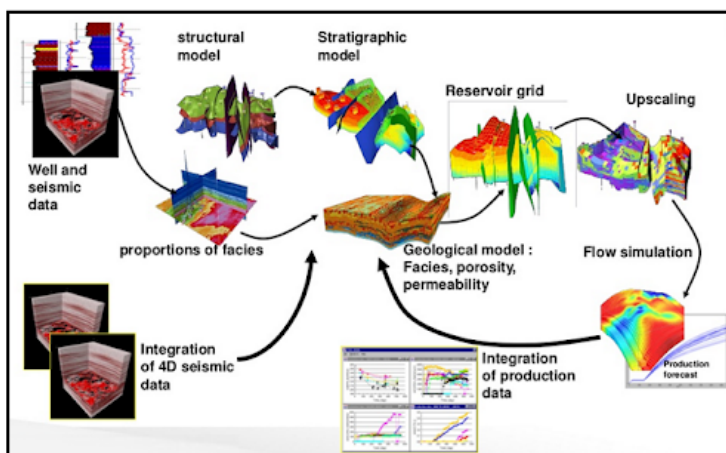 structural
model
Stratigraphic
model
Reservoir grid
Upscaling
Well and
seismic
data
proportions of facies
Geological model :
Facies, porosity,
permeability
Flow simulation
Integration
of 4D seismic
data
Integration
of production
data
Production
forecast